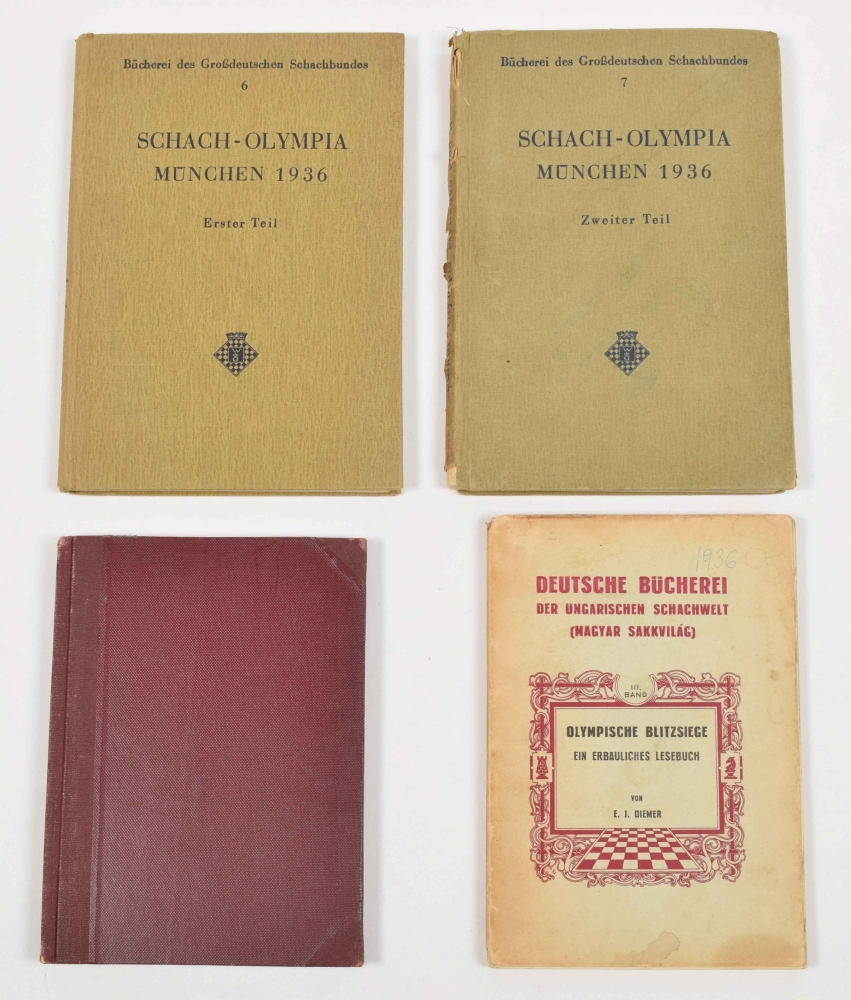 Bücherei des Großdeutschen Schachbundes
6
SCHACH-OLYMPIA
MÜNCHEN 1936
Erster Teil
Bücherei des Großdeutschen Schachbundes
7
SCHACH-OLYMPIA
MÜNCHEN 1936
Zweiter Teil
1936
DEUTSCHE BÜCHEREI
DER UNGARISCHEN SCHACHWELT
(MAGYAR SAKKVILÁG)
III.
BAND
OLYMPISCHE BLITZSIEGE
EIN ERBAULICHES LESEBUCH
VON
E. J. DIEMER